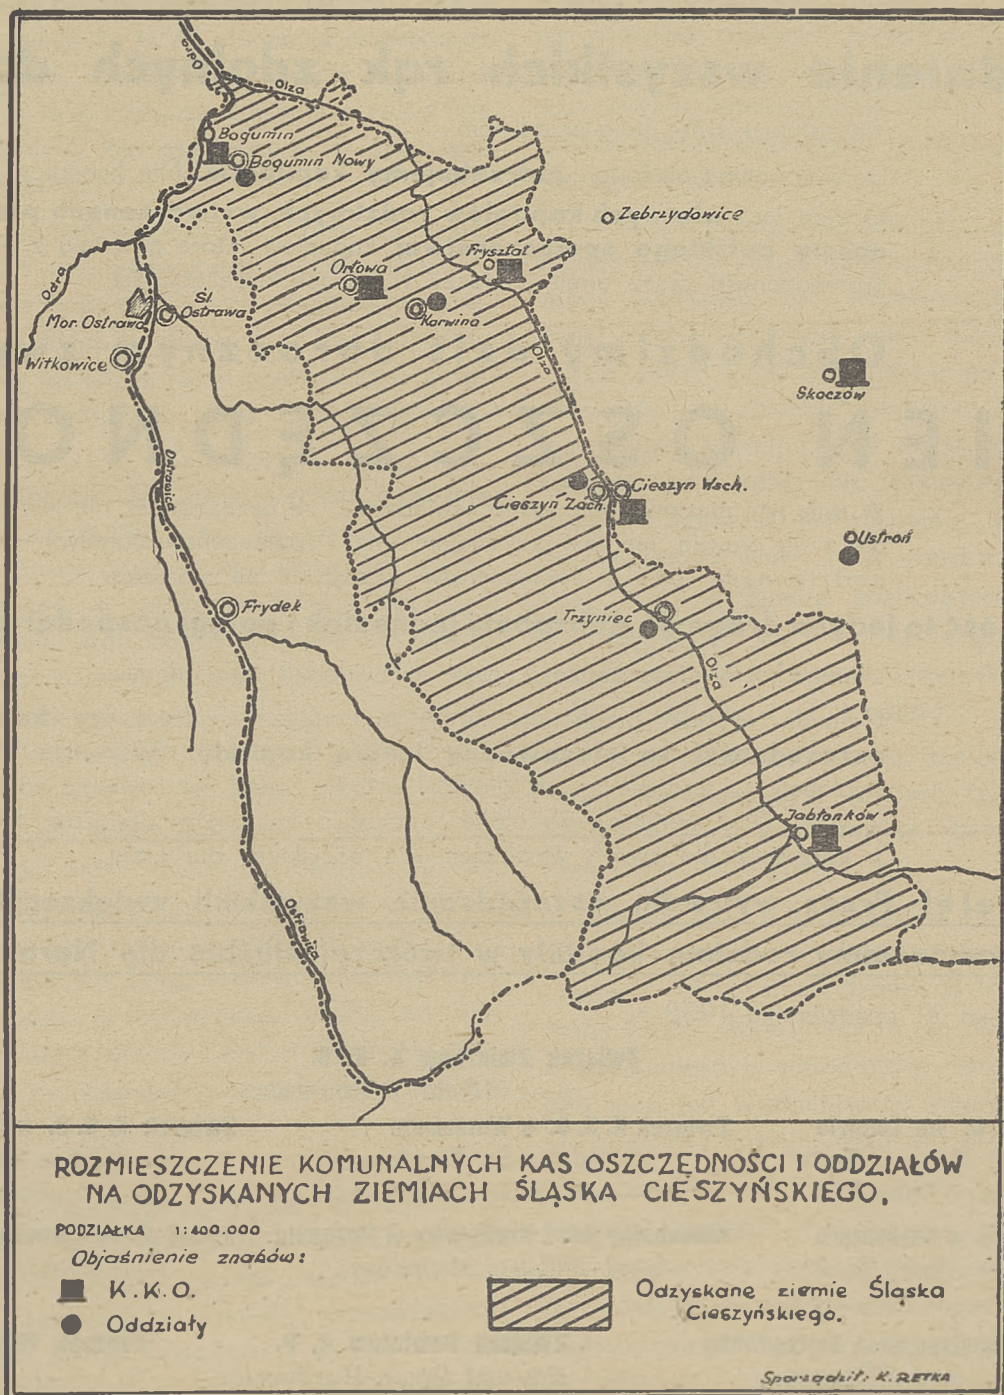 Odra
Olza
Bogumin
Bogumin Nowy
Zebrzydowice
Frysztat
Orłowa
Odra
Śl.
Ostrawa
Mor. Ostrawa
Karwina
Witkowice
Olza
Skoczów
Ostrawica
Cieszyn Wsch.
Cieszyn Zach.
Ustroń
Frydek
Trzyniec
Olza
Jabłonków
Ostrawica
ROZMIESZCZENIE KOMUNALNYCH KAS OSZCZĘDNOŚCI I ODDZIAŁÓW
NA ODZYSKANYCH ZIEMIACH ŚLĄSKA CIESZYŃSKIEGO.
PODZIAŁKA 1:400.000
Objaśnienie znaków:
K.K.O.
Oddziały
Odzyskane ziemie Śląska
Cieszyńskiego.
Sporządził: K. RETKA